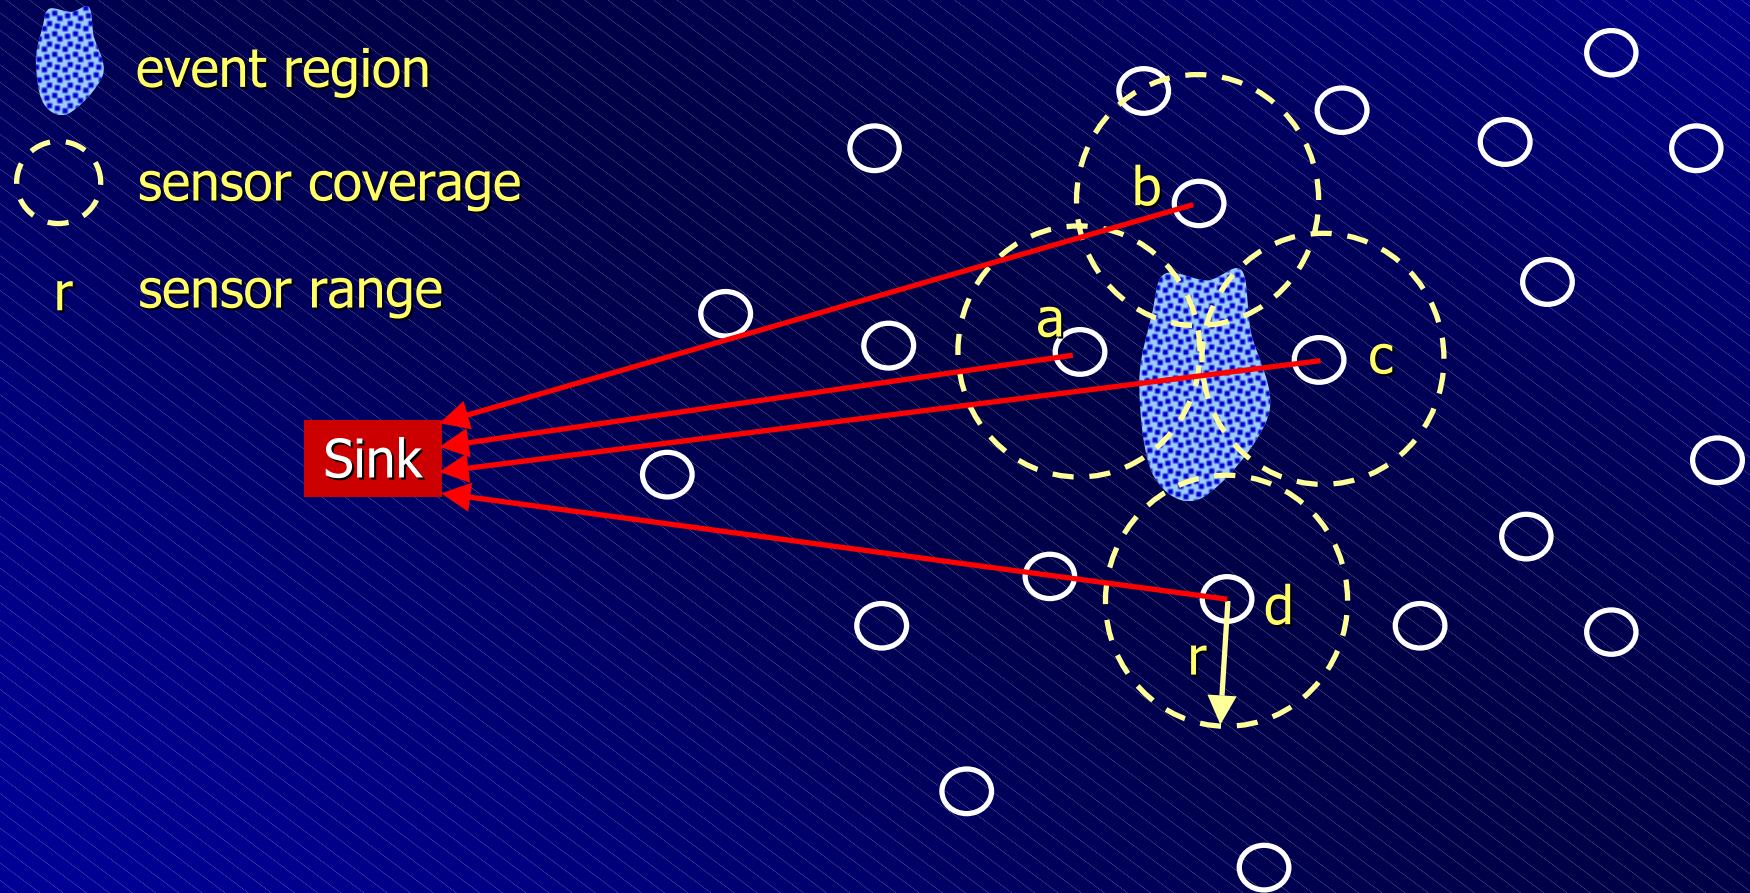 event region
sensor coverage
r sensor range
b
a
c
Sink
d
r